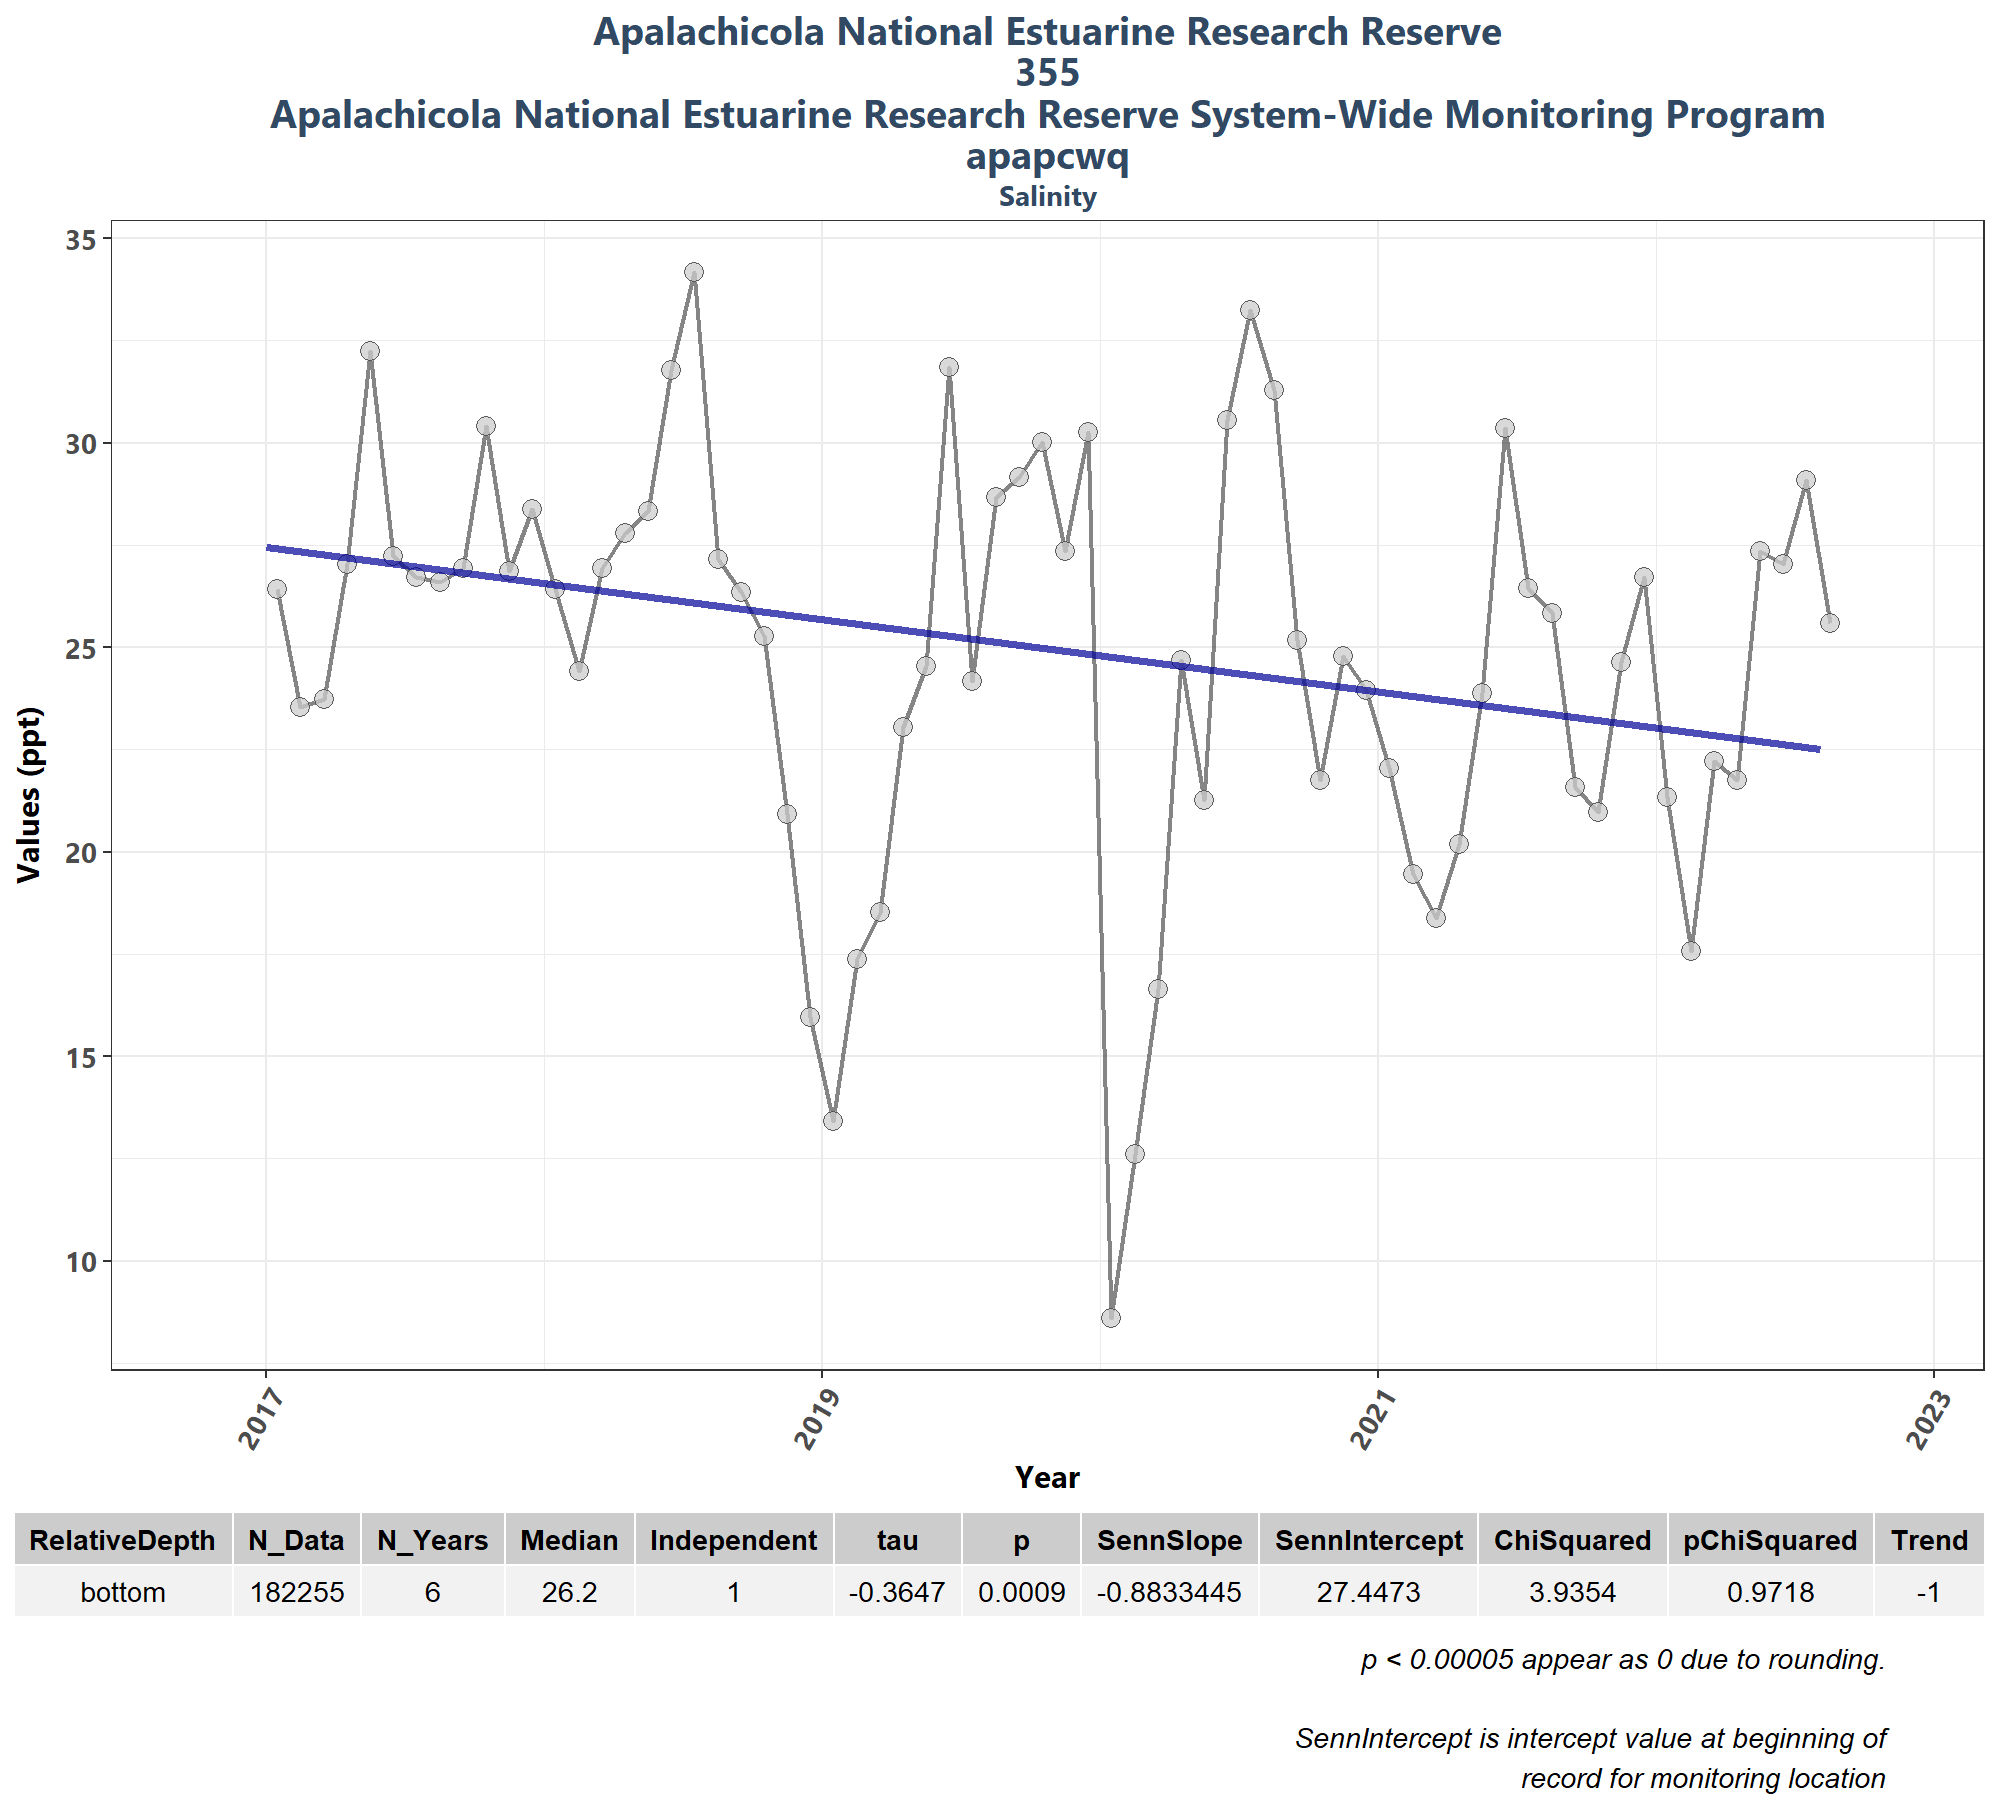 Apalachicola National Estuarine Research Reserve
355
Apalachicola National Estuarine Research Reserve System-Wide Monitoring Program
apapcwq
Salinity
35
30
25
20
15
10
Values (ppt)
2017
2019
2021
2023
Year
RelativeDepth N_Data N_Years Median Independent tau p SennSlope SennIntercept ChiSquared pChiSquared Trend
bottom 182255 6 26.2 1 -0.3647 0.0009 -0.8833445 27.4473 3.9354 0.9718 -1
p < 0.00005 appear as 0 due to rounding.
SennIntercept is intercept value at beginning of
record for monitoring location